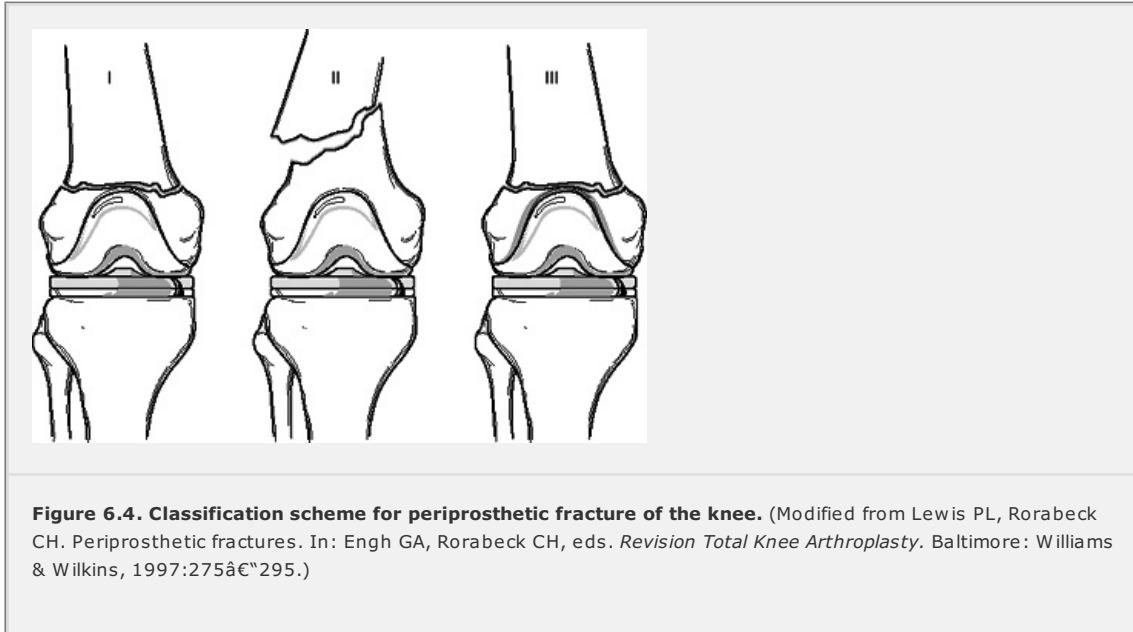 I II III
Figure 6.4. Classification scheme for periprosthetic fracture of the knee. (Modified from Lewis PL, Rorabeck
CH. Periprosthetic fractures. In: Engh GA, Rorabeck CH, eds. Revision Total Knee Arthroplasty. Baltimore: Williams
& Wilkins, 1997:275â€“295.)